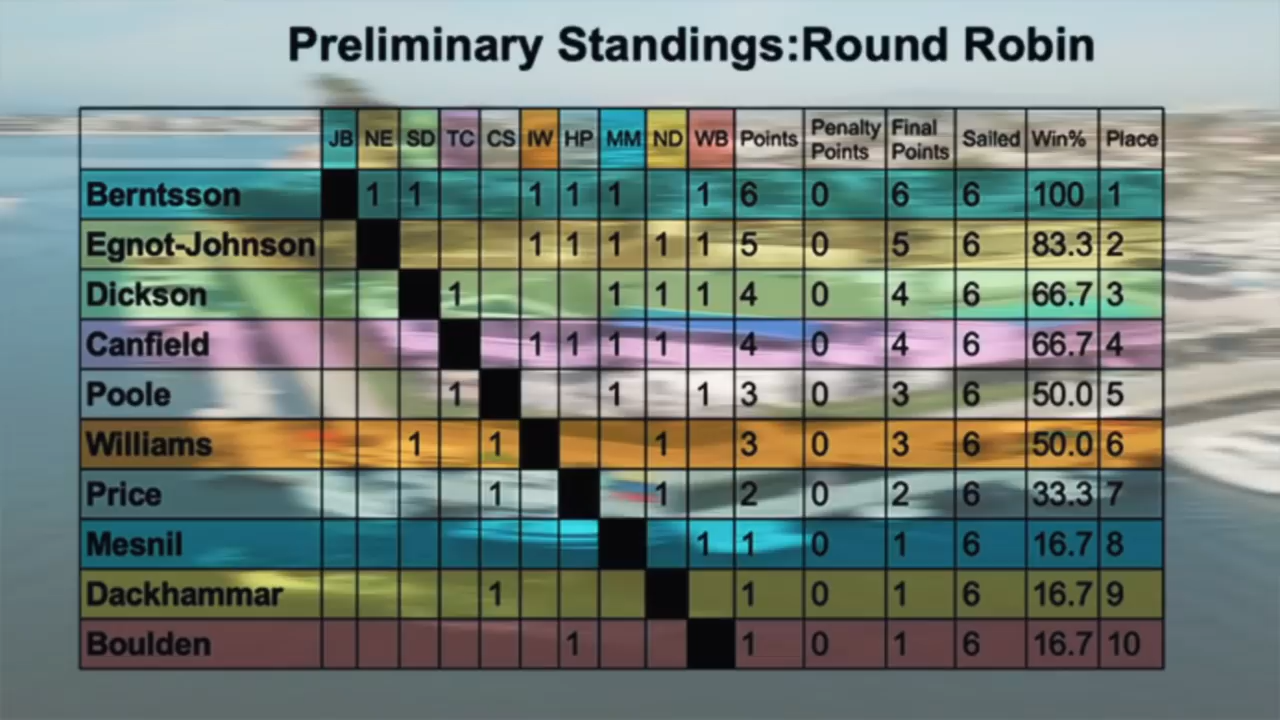 Preliminary Standings:Round Robin
JB NE SD TC CS IW HP MM ND WB Points Penalty Points Final Points Sailed Win% Place
Berntsson 1 1 1 1 1 1 6 0 6 6 100 1
Egnot-Johnson 1 1 1 1 1 5 0 5 6 83.3 2
Dickson 1 1 1 1 4 0 4 6 66.7 3
Canfield 1 1 1 1 4 0 4 6 66.7 4
Poole 1 1 1 3 0 3 6 50.0 5
Williams 1 1 1 3 0 3 6 50.0 6
Price 1 1 2 0 2 6 33.3 7
Mesnil 1 1 0 1 6 16.7 8
Dackhammar 1 1 0 1 6 16.7 9
Boulden 1 1 0 1 6 16.7 10